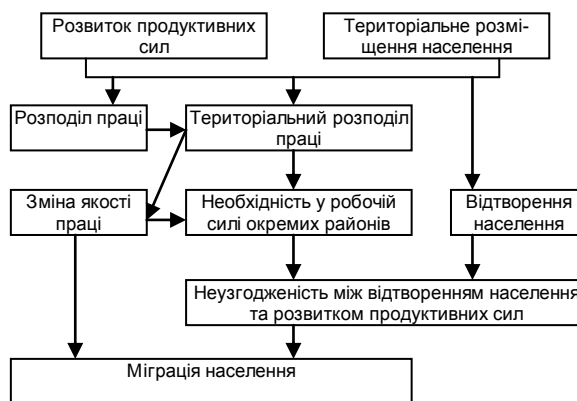 Розвиток продуктивних
сил
Територіальне розмі-
щення населення
Розподіл праці
Територіальний розподіл
праці
Зміна якості
праці
Необхідність у робочій
силі окремих районів
Відтворення
населення
Неузгодженість між відтворенням населення
та розвитком продуктивних сил
Міграція населення